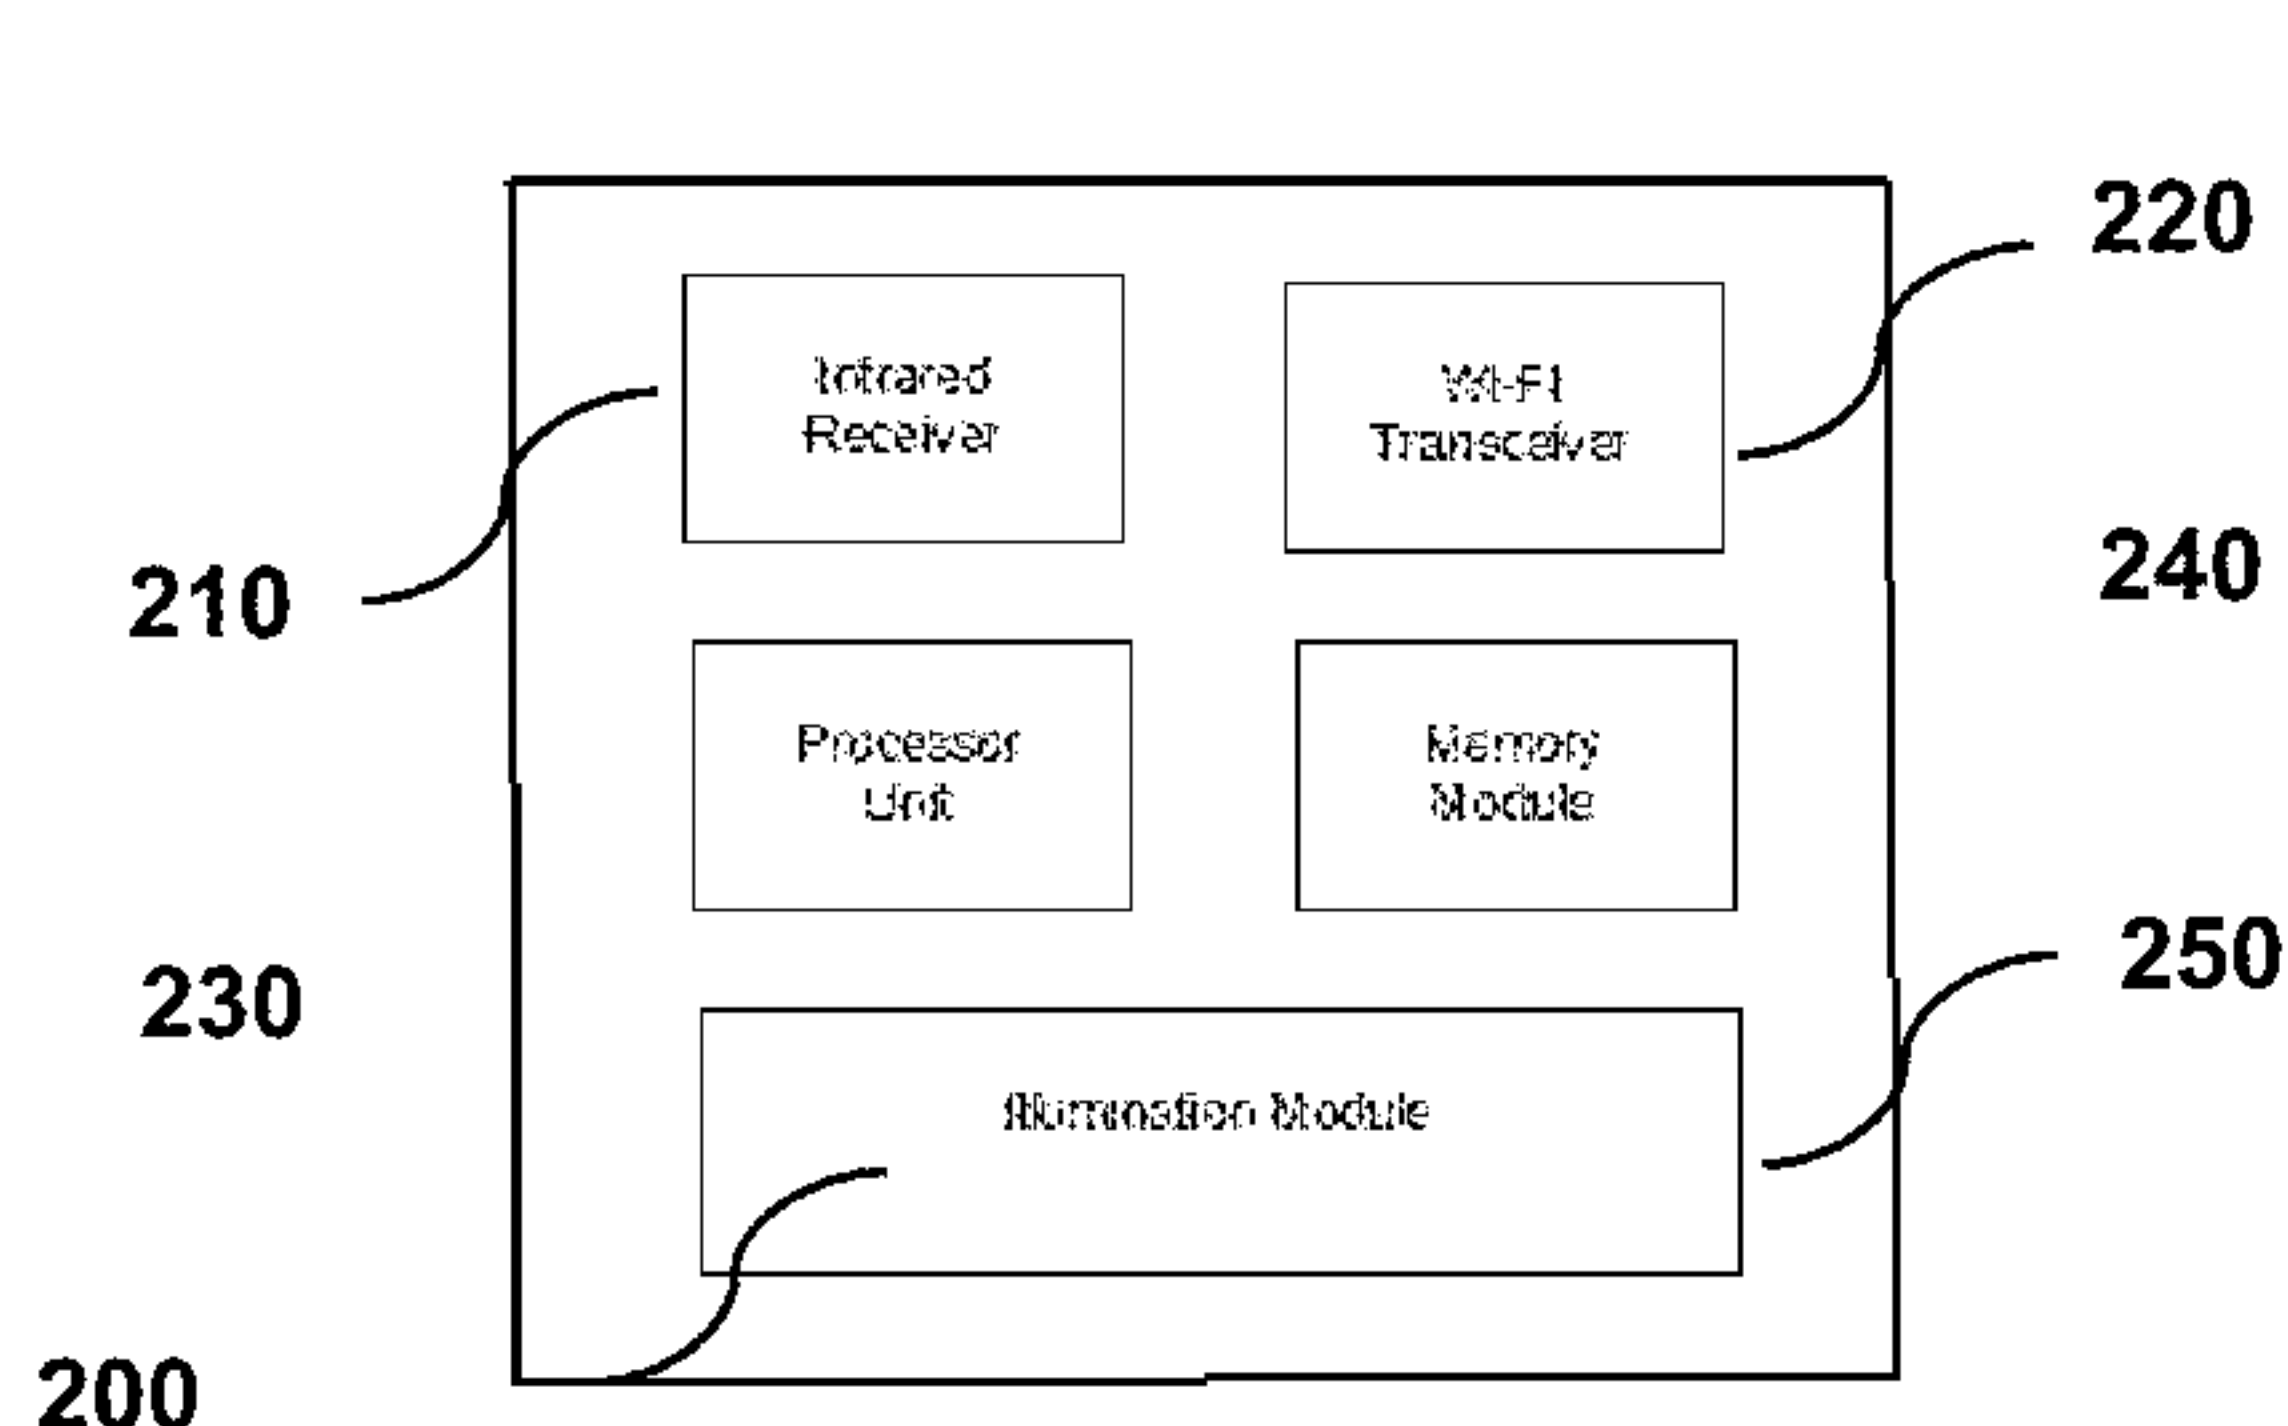 220
Infrared
Receiver
Wi-Fi
Transceiver
210
240
Processor
Unit
Memory
Module
230
250
Illumination Module
200